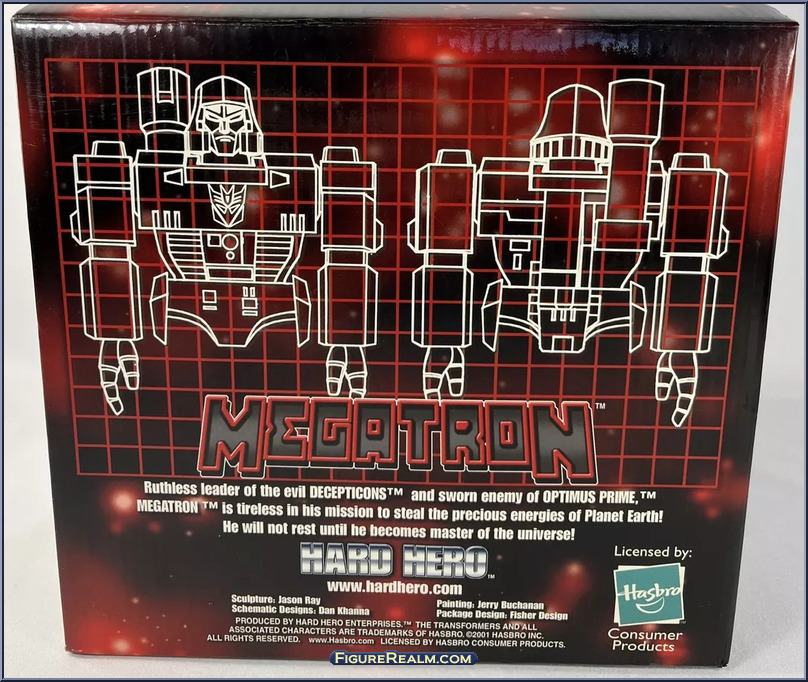 MEGATRON™
Ruthless leader of the evil DECEPTICONS™ and sworn enemy of OPTIMUS PRIME,™
MEGATRON ™ is tireless in his mission to steal the precious energies of Planet Earth!
He will not rest until he becomes master of the universe!
HARD HERO™
www.hardhero.com
Licensed by:
Hasbro
Consumer
Products
Sculpture: Jason Ray
Schematic Designs: Dan Khanna
Painting: Jerry Buchanan
Package Design: Fisher Design
PRODUCED BY HARD HERO ENTERPRISES.™ THE TRANSFORMERS AND ALL
ASSOCIATED CHARACTERS ARE TRADEMARKS OF HASBRO. ©2001 HASBRO INC.
ALL RIGHTS RESERVED. www.Hasbro.com LICENSED BY HASBRO CONSUMER PRODUCTS.
FIGUREREALM.COM